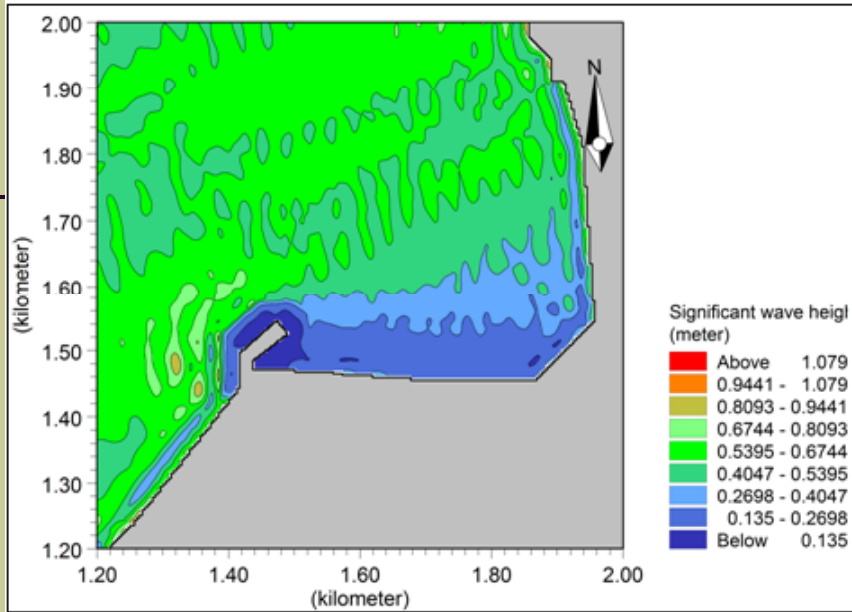 2.00
1.90
1.80
1.70
1.60
1.50
1.40
1.30
1.20
(kilometer)
1.20 1.40 1.60 1.80 2.00
(kilometer)
N
Significant wave heigl
(meter)
Above 1.079
0.9441 - 1.079
0.8093 - 0.9441
0.6744 - 0.8093
0.5395 - 0.6744
0.4047 - 0.5395
0.2698 - 0.4047
0.135 - 0.2698
Below 0.135